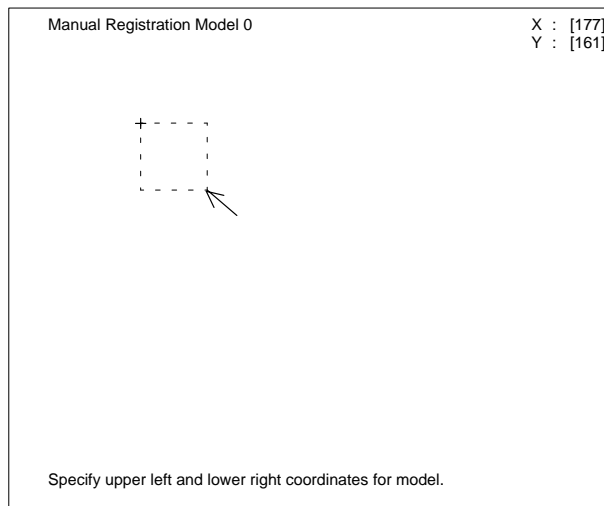 Manual Registration Model 0
X : [177]
Y : [161]
Specify upper left and lower right coordinates for model.